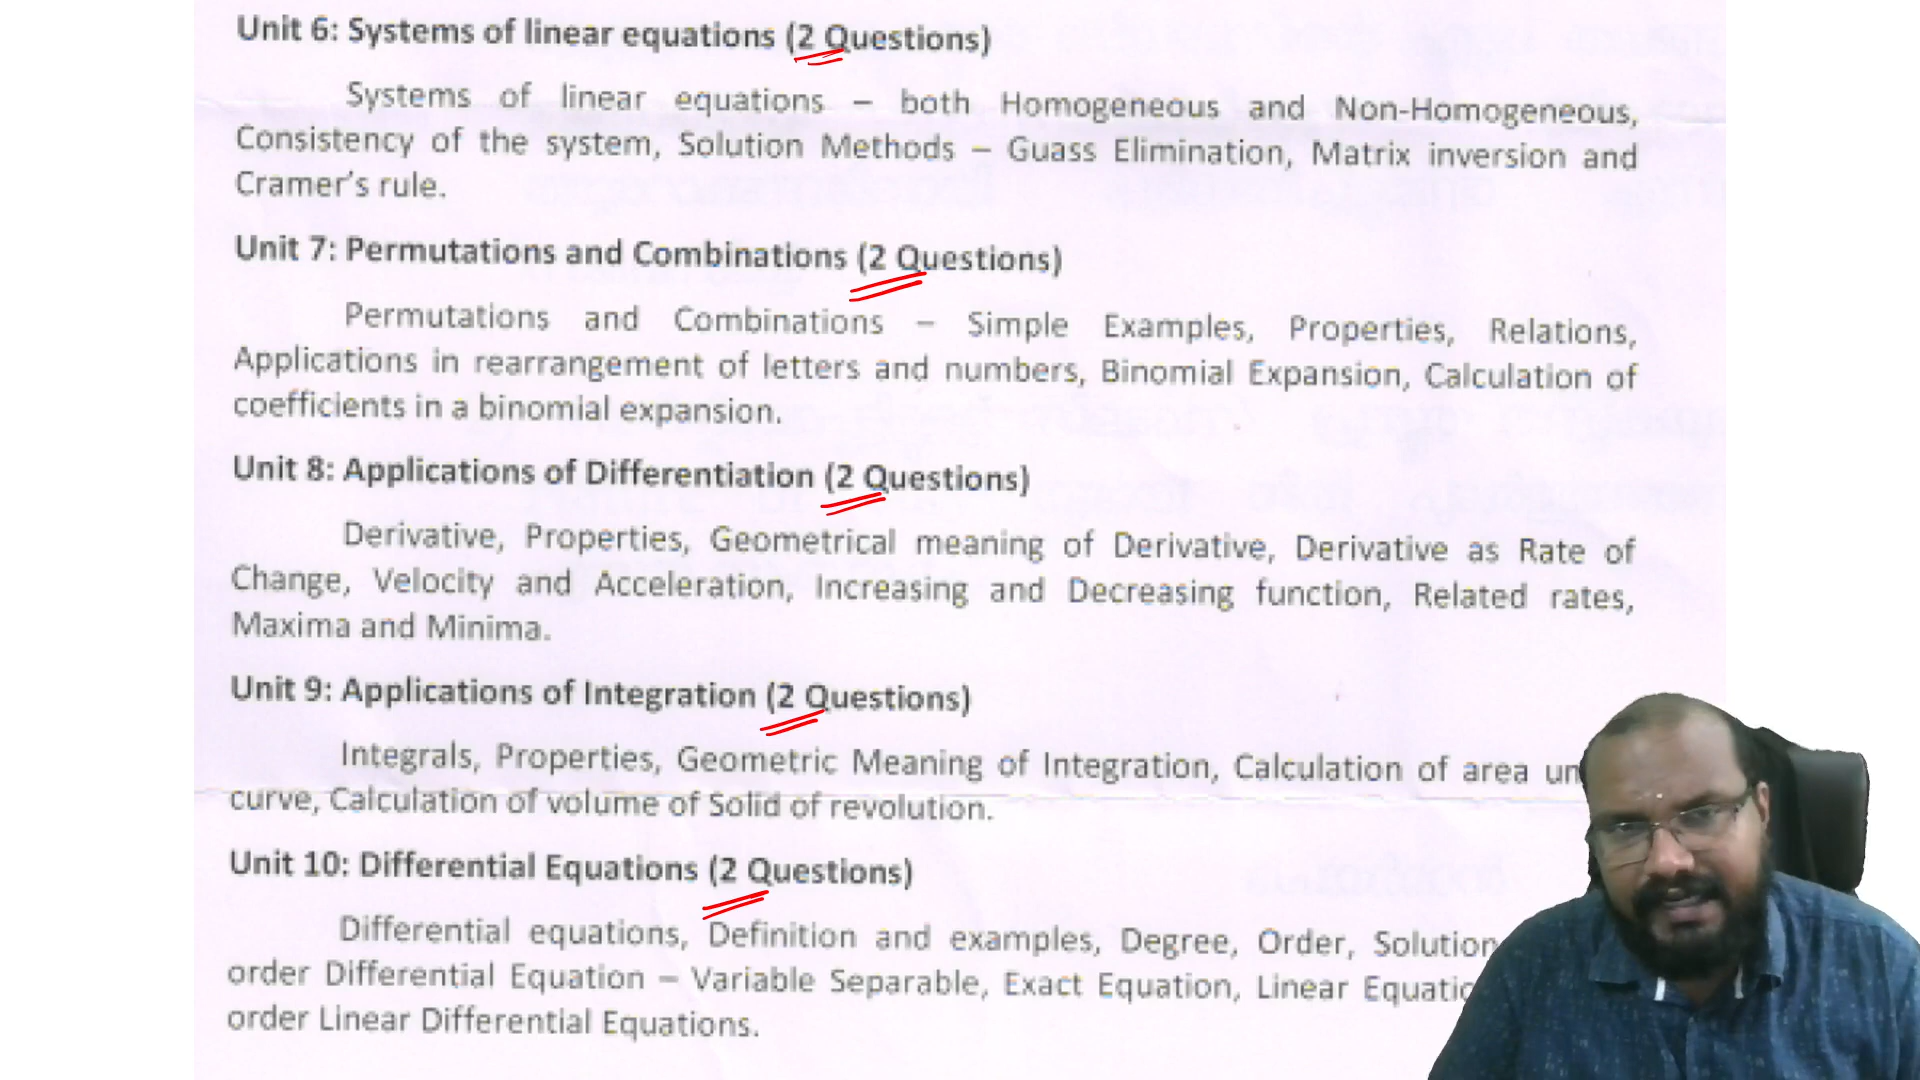 Unit 6: Systems of linear equations (2 Questions)
Systems of linear equations – both Homogeneous and Non-Homogeneous,
Consistency of the system, Solution Methods – Guass Elimination, Matrix inversion and
Cramer's rule.
Unit 7: Permutations and Combinations (2 Questions)
Permutations and Combinations – Simple Examples, Properties, Relations,
Applications in rearrangement of letters and numbers, Binomial Expansion, Calculation of
coefficients in a binomial expansion.
Unit 8: Applications of Differentiation (2 Questions)
Derivative, Properties, Geometrical meaning of Derivative, Derivative as Rate of
Change, Velocity and Acceleration, Increasing and Decreasing function, Related rates,
Maxima and Minima.
Unit 9: Applications of Integration (2 Questions)
Integrals, Properties, Geometric Meaning of Integration, Calculation of area
curve, Calculation of volume of Solid of revolution.
Unit 10: Differential Equations (2 Questions)
Differential equations, Definition and examples, Degree, Order, Solution
order Differential Equation – Variable Separable, Exact Equation, Linear
order Linear Differential Equations.